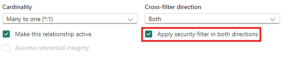 Cardinality
Cross-filter direction
Many to one (*:1)
Both
Make this relationship active
Apply security filter in both directions
Assume referential integrity